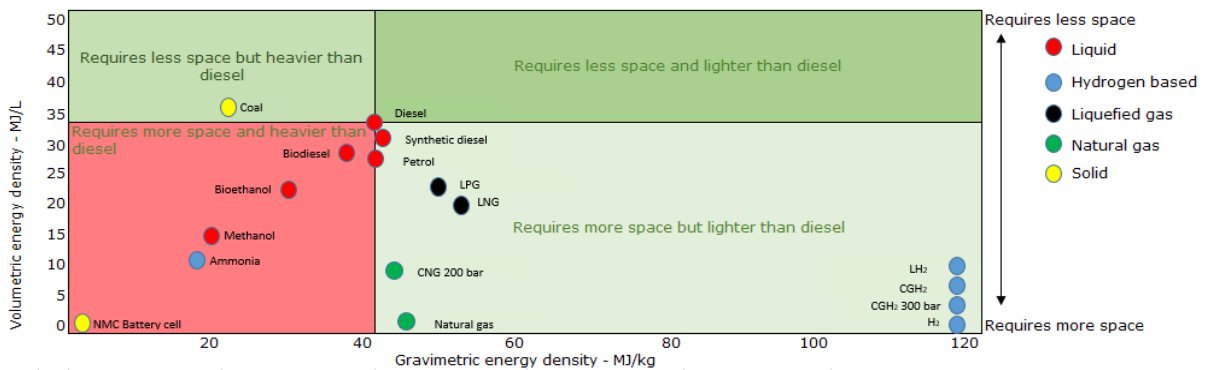 50
45
40
35
30
25
20
15
10
5
0
Volumetric energy density - MJ/L
Requires less space but heavier than
diesel
Requires less space and lighter than diesel
Coal
Diesel
Requires more space and heavier than
diesel
Synthetic diesel
Biodiesel
Petrol
Bioethanol
LPG
LNG
Requires more space but lighter than diesel
Methanol
Ammonia
CNG 200 bar
LH₂
CGH₂
CGH₂ 300 bar
H₂
NMC Battery cell
Natural gas
20
40
60
80
100
120
Gravimetric energy density - MJ/kg
Requires less space
Requires more space
Liquid
Hydrogen based
Liquefied gas
Natural gas
Solid